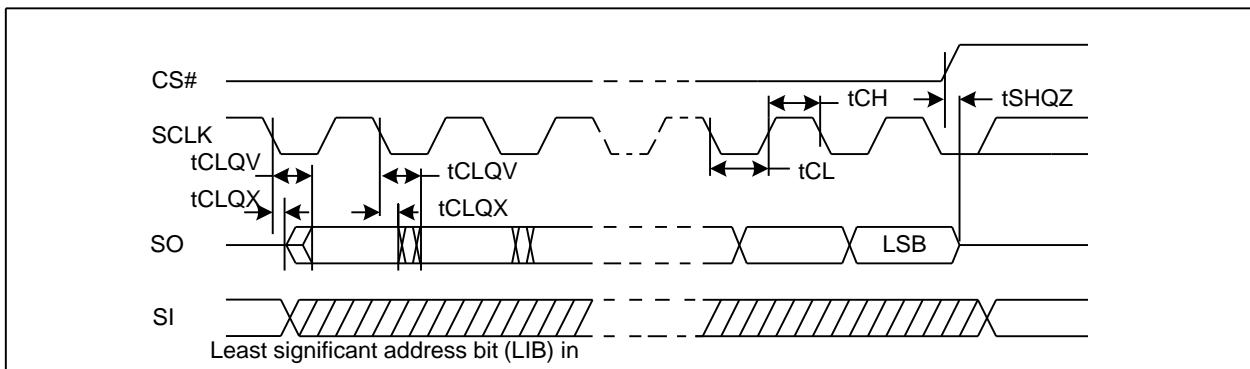 CS#
tCH
tSHQZ
SCLK
tCLQV
tCLQV
tCL
tCLQX
tCLQX
SO
LSB
SI
Least significant address bit (LIB) in